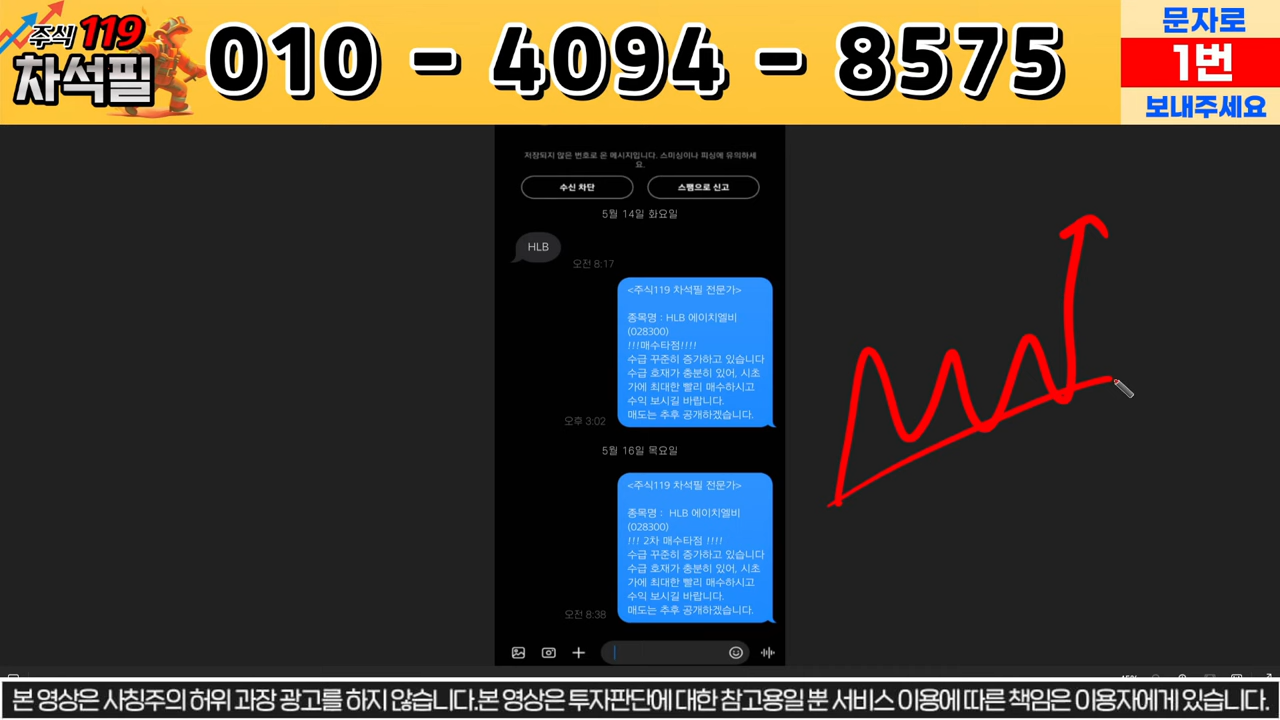 주식 119
차석필
010 - 4094 - 8575
문자로
1번
보내주세요
저장되지 않은 번호로 온 메시지입니다. 스미싱이나 피싱에 유의하세
요.
수신 차단
스팸으로 신고
5월 14일 화요일
HLB
오전 8:17
<주식119 차석필 전문가>
종목명 : HLB 에이치엘비
(028300)
!!!매수타점!!!!
수급 꾸준히 증가하고 있습니다
수급 호재가 충분히 있어, 시초
가에 최대한 빨리 매수하시고
수익 보시길 바랍니다.
매도는 추후 공개하겠습니다.
오후 3:02
5월 16일 목요일
<주식119 차석필 전문가>
종목명 : HLB 에이치엘비
(028300)
!!! 2차 매수타점 !!!!
수급 꾸준히 증가하고 있습니다
수급 호재가 충분히 있어, 시초
가에 최대한 빨리 매수하시고
수익 보시길 바랍니다.
매도는 추후 공개하겠습니다.
오전 8:38
본 영상은 사칭주의 허위 과장 광고를 하지 않습니다.본 영상은 투자판단에 대한 참고용일 뿐 서비스 이용에 따른 책임은 이용자에게 있습니다.